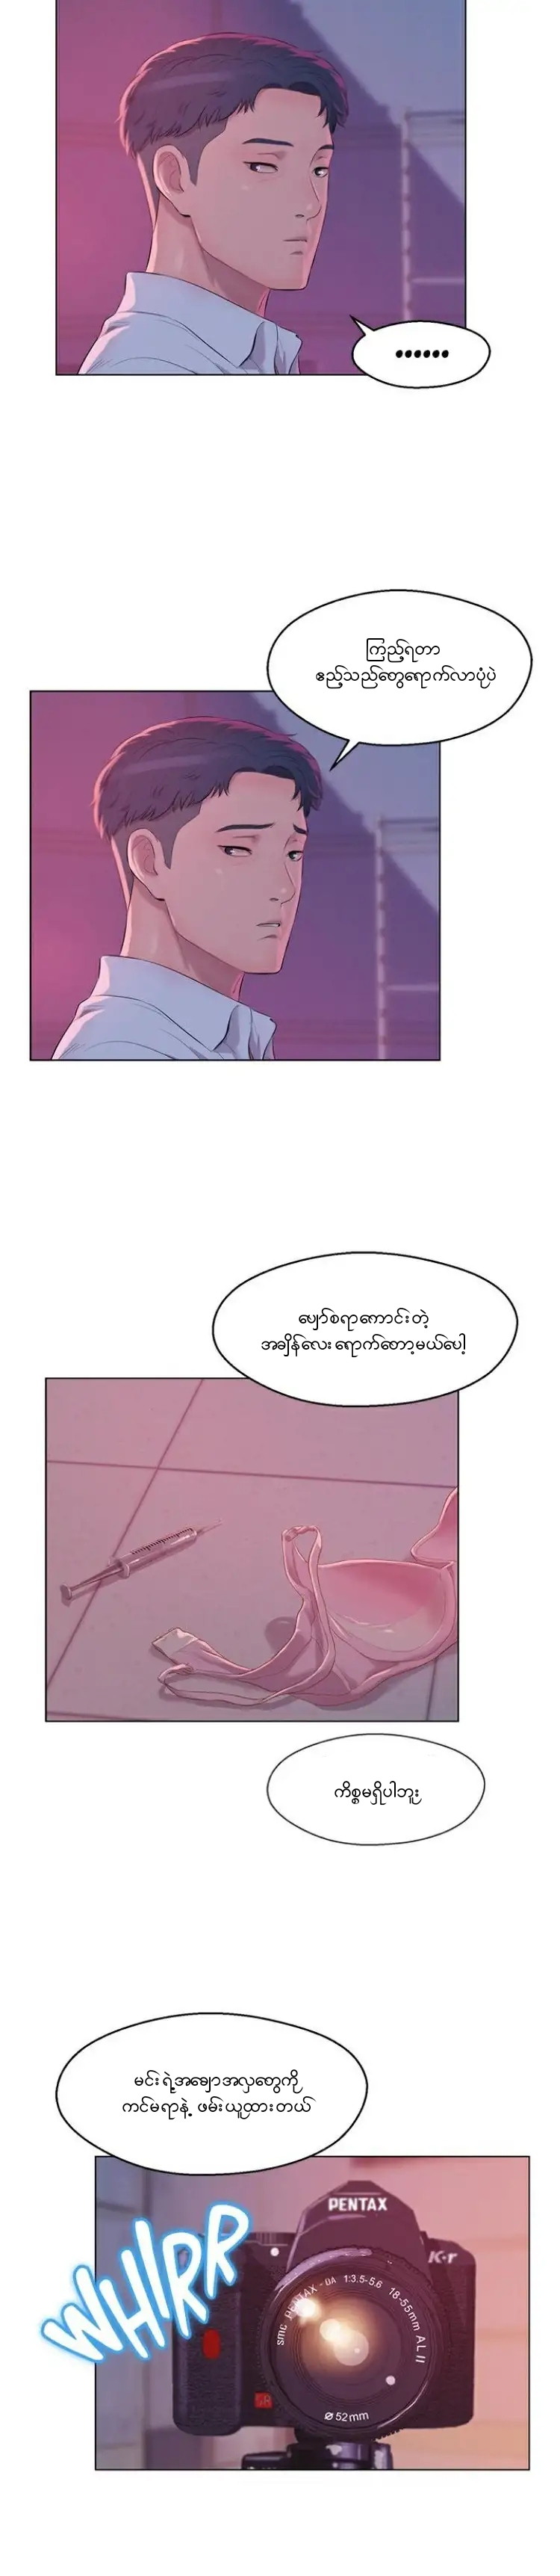 ••••••
ကြည့်ရတာ
ဧည့်သည်တွေရောက်လာပုံပဲ
ပျော်စရာကောင်းတဲ့
အချိန်လေး ရောက်တော့မယ်ပေါ့
ကိစ္စမရှိပါဘူး
မင်းရဲ့အချောအလှတွေကို
ကင်မရာနဲ့ ဖမ်းယူထားတယ်
WHIRR
PENTAX
K-r
smc PENTAX-DA 1:3.5-5.6 18-55mm AL II
SR
ø 52mm